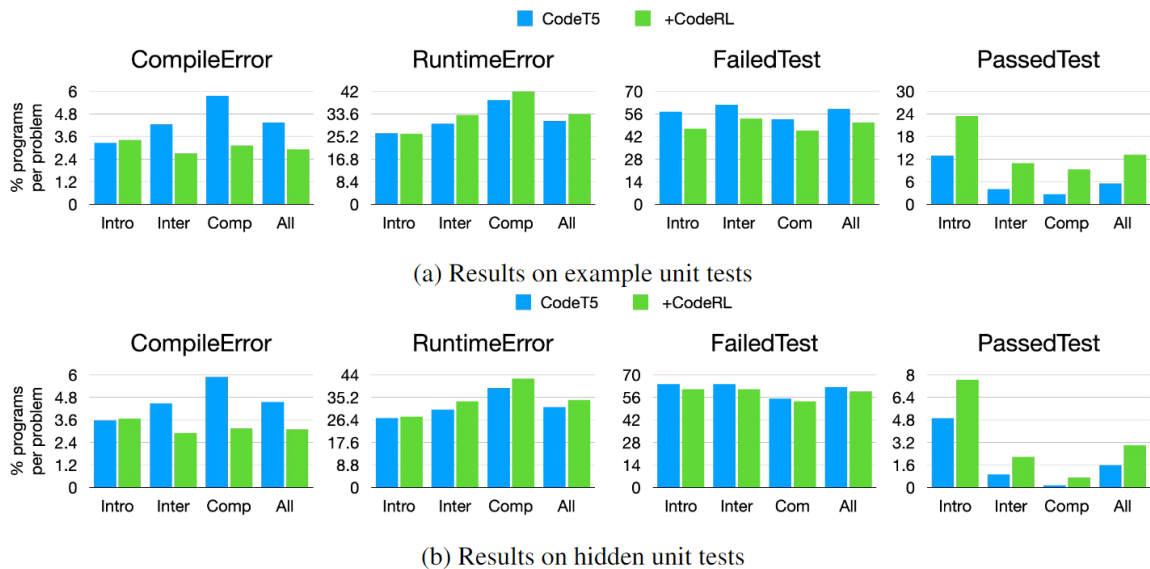 CodeT5 +CodeRL
CompileError RuntimeError FailedTest PassedTest
% programs
per problem
6 42 70 30
4.8 33.6 56 24
3.6 25.2 42 18
2.4 16.8 28 12
1.2 8.4 14 6
0 0 0 0
Intro Inter Comp All Intro Inter Comp All Intro Inter Com All Intro Inter Comp All
(a) Results on example unit tests
CodeT5 +CodeRL
CompileError RuntimeError FailedTest PassedTest
% programs
per problem
6 44 70 8
4.8 35.2 56 6.4
3.6 26.4 42 4.8
2.4 17.6 28 3.2
1.2 8.8 14 1.6
0 0 0 0
Intro Inter Comp All Intro Inter Comp All Intro Inter Com All Intro Inter Comp All
(b) Results on hidden unit tests